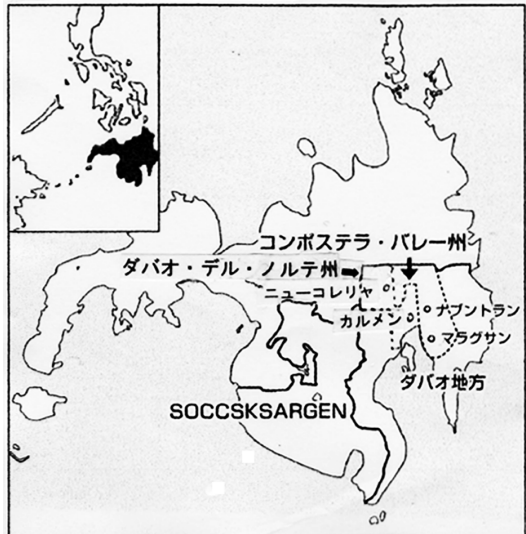 コンポステラ・バレー州
ダバオ・デル・ノルテ州
ニューコレリャ
カルメン
ナブントラン
マラグサン
ダバオ地方
SOCCSKSARGEN